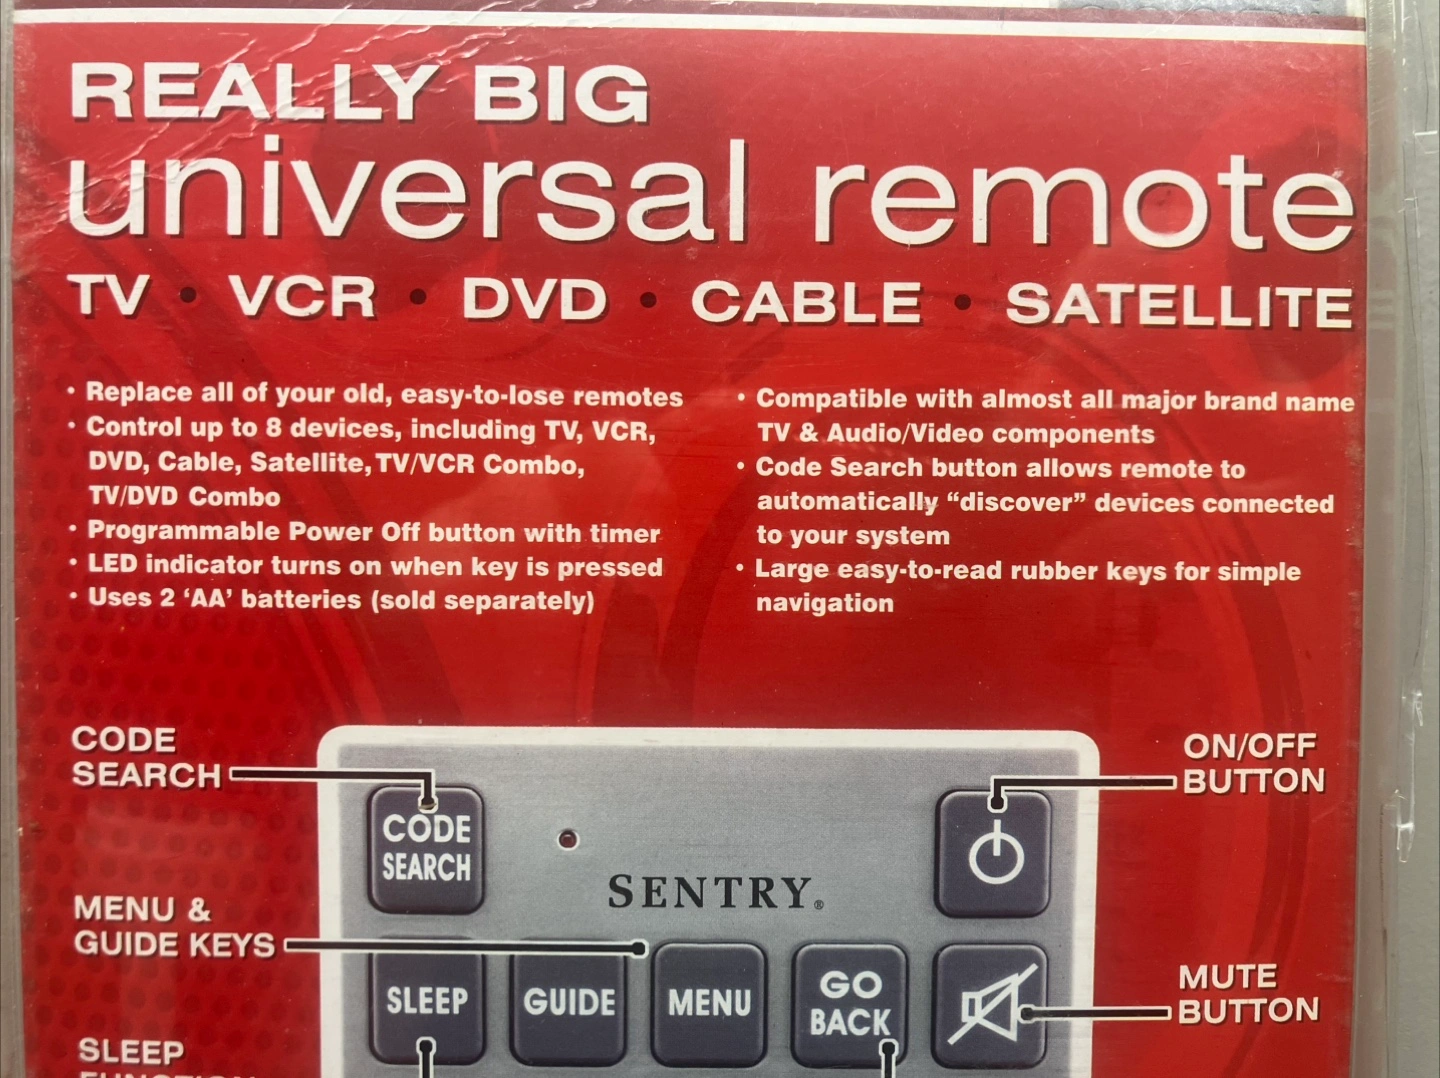 REALLY BIG
universal remote
TV • VCR • DVD • CABLE • SATELLITE
• Replace all of your old, easy-to-lose remotes
• Control up to 8 devices, including TV, VCR,
DVD, Cable, Satellite, TV/VCR Combo,
TV/DVD Combo
• Programmable Power Off button with timer
• LED indicator turns on when key is pressed
• Uses 2 ‘AA’ batteries (sold separately)
• Compatible with almost all major brand name
TV & Audio/Video components
• Code Search button allows remote to
automatically “discover” devices connected
to your system
• Large easy-to-read rubber keys for simple
navigation
CODE
SEARCH
ON/OFF
BUTTON
CODE
SEARCH
SENTRY®
MENU &
GUIDE KEYS
SLEEP
GUIDE
MENU
GO
BACK
MUTE
BUTTON
SLEEP
FUNCTION